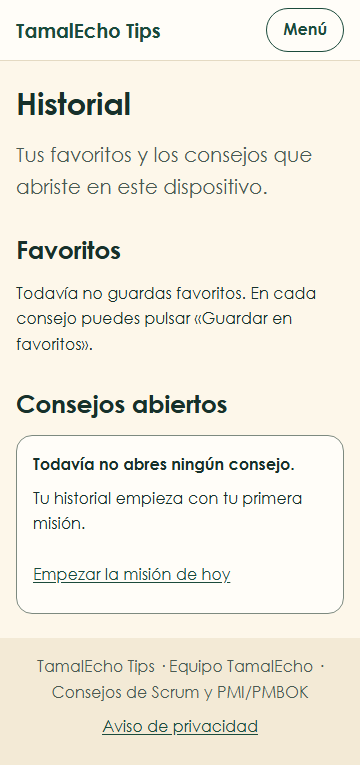 TamalEcho Tips
Menú
Historial
Tus favoritos y los consejos que
abriste en este dispositivo.
Favoritos
Todavía no guardas favoritos. En cada
consejo puedes pulsar «Guardar en
favoritos».
Consejos abiertos
Todavía no abres ningún consejo.
Tu historial empieza con tu primera
misión.
Empezar la misión de hoy
TamalEcho Tips · Equipo TamalEcho ·
Consejos de Scrum y PMI/PMBOK
Aviso de privacidad